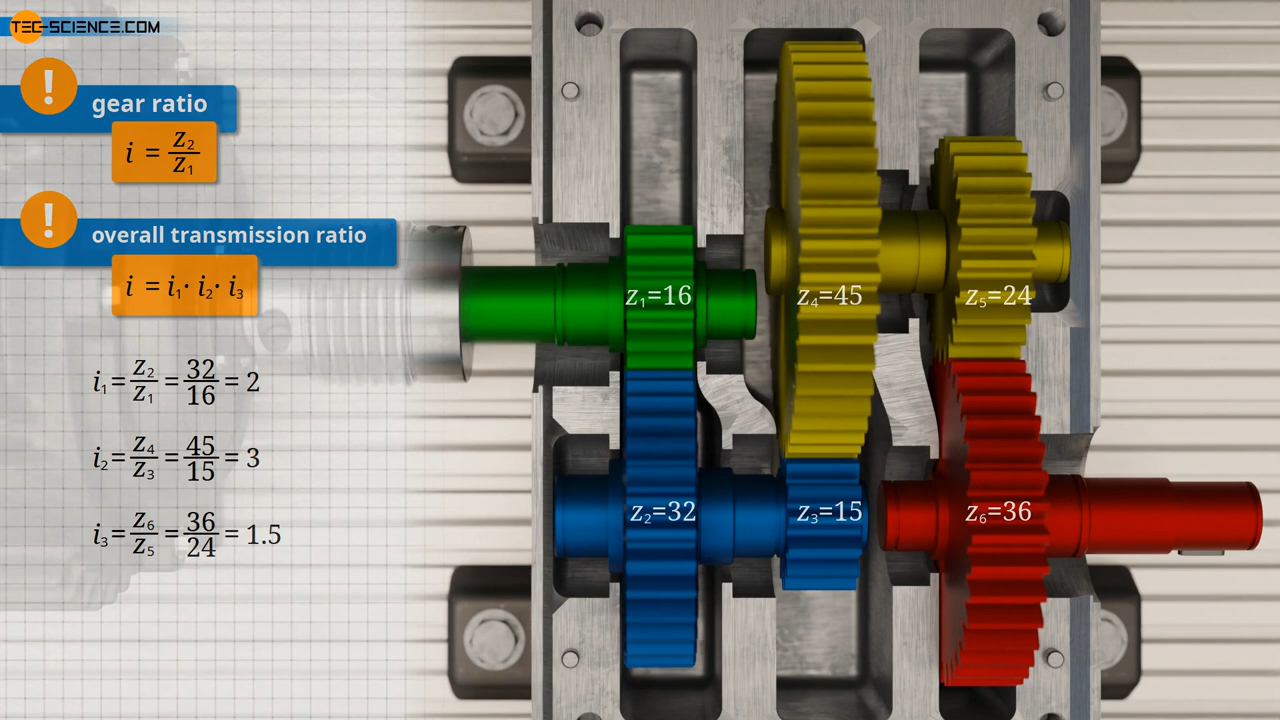 TEC-SCIENCE.COM
!
gear ratio
i = z₂/z₁
!
overall transmission ratio
i = i₁· i₂· i₃
i₁= z₂/z₁ = 32/16 = 2
i₂= z₄/z₃ = 45/15 = 3
i₃= z₆/z₅ = 36/24 = 1.5
z₁=16
z₄=45
z₅=24
z₂=32
z₃=15
z₆=36